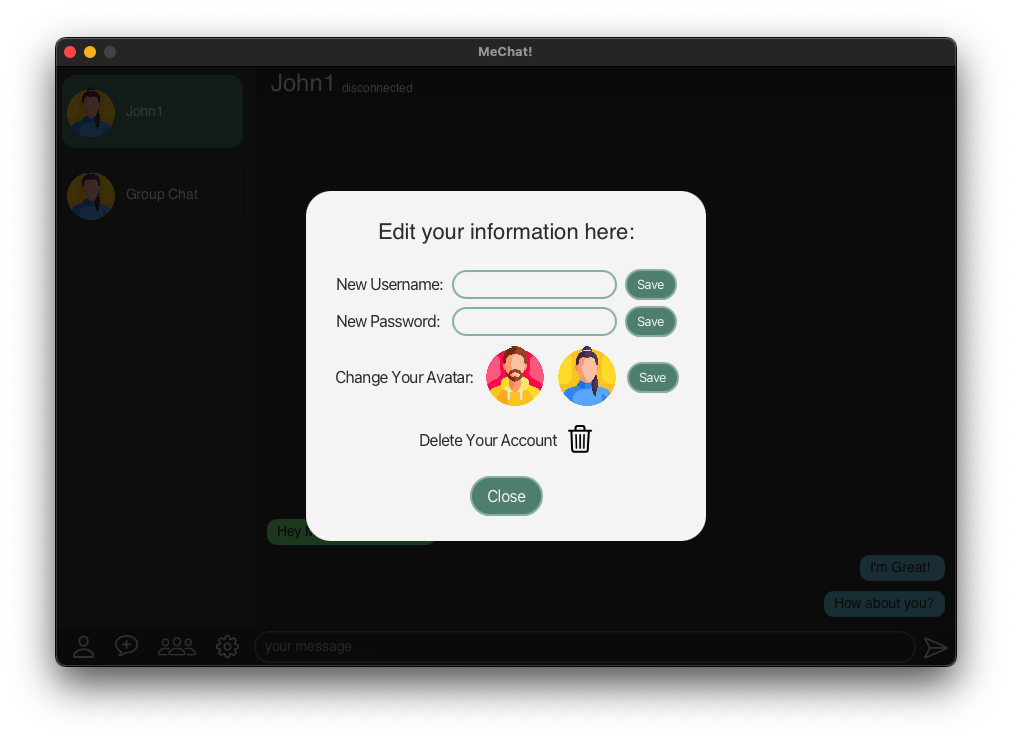 MeChat!
John1
Group Chat
John1 disconnected
Edit your information here:
New Username: Save
New Password: Save
Change Your Avatar: Save
Delete Your Account
Close
Hey
I'm Great!
How about you?
your message